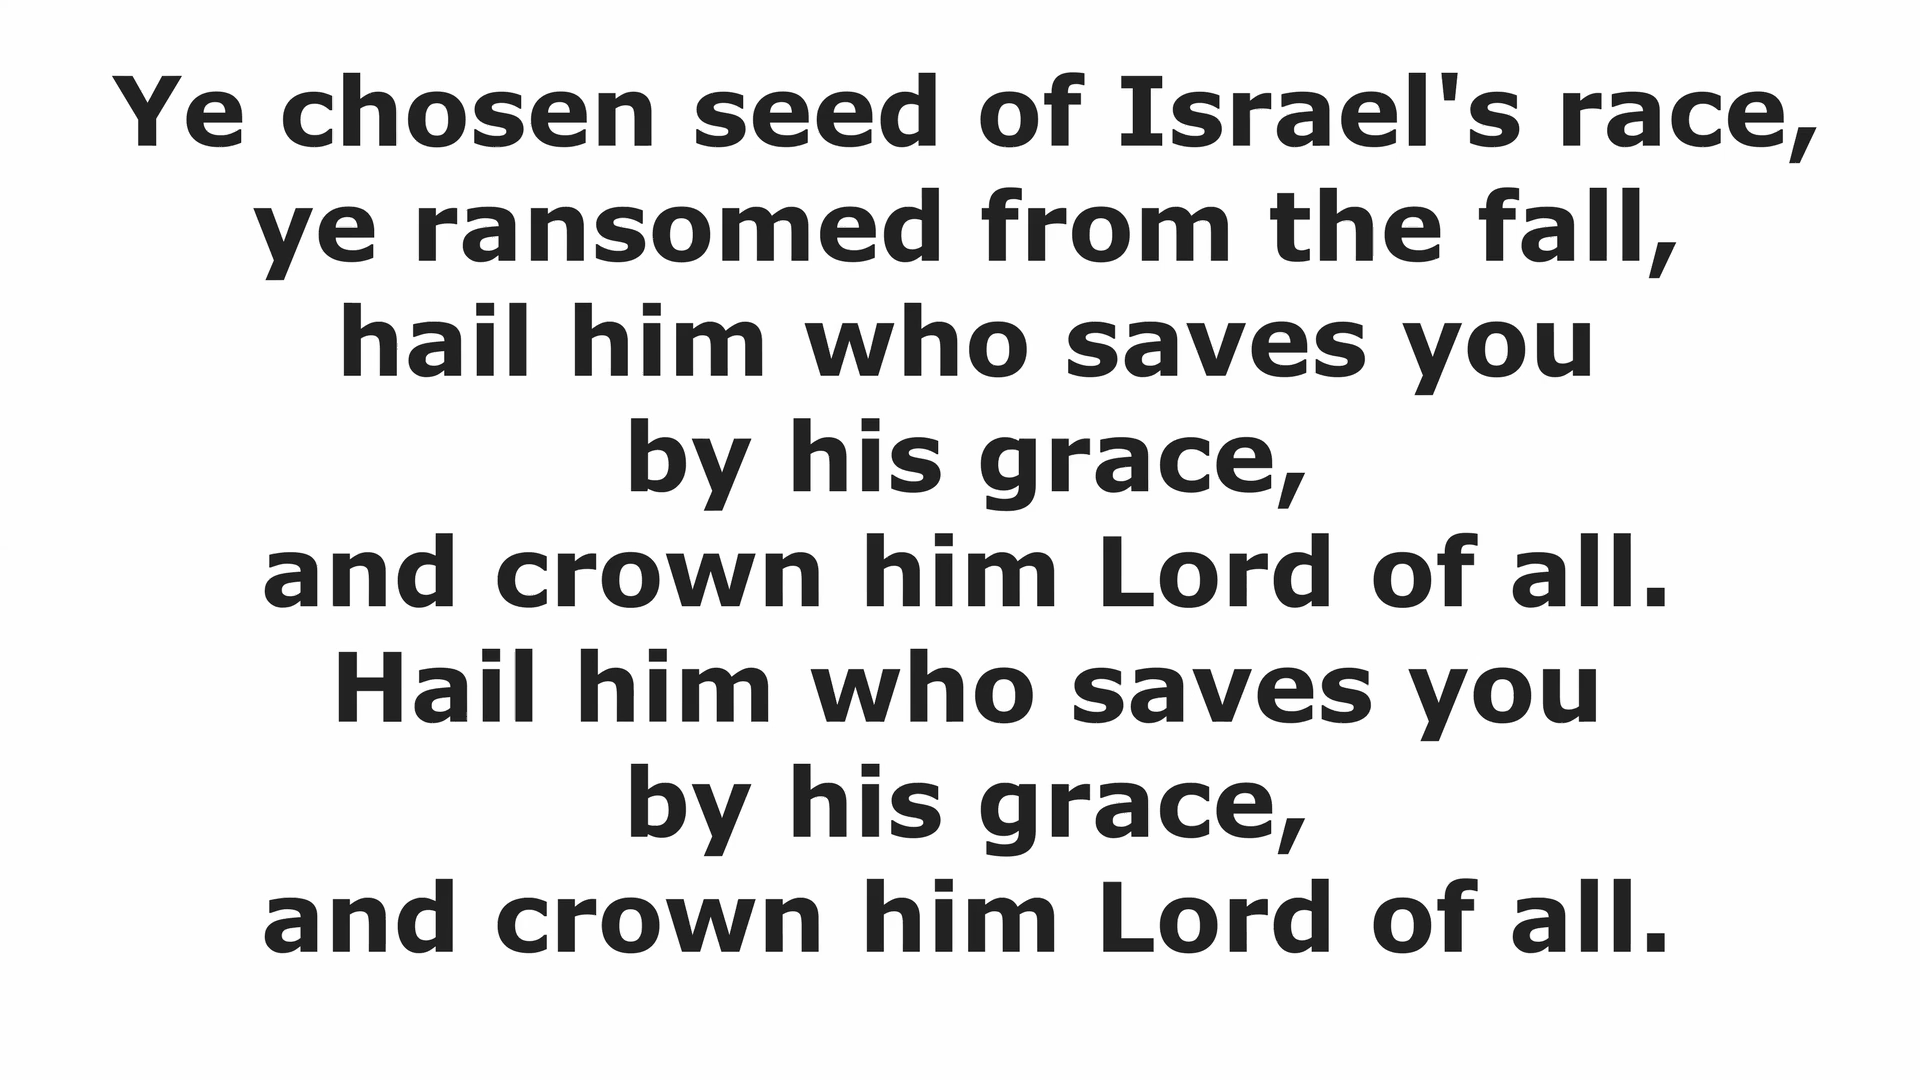 Ye chosen seed of Israel's race,
ye ransomed from the fall,
hail him who saves you
by his grace,
and crown him Lord of all.
Hail him who saves you
by his grace,
and crown him Lord of all.